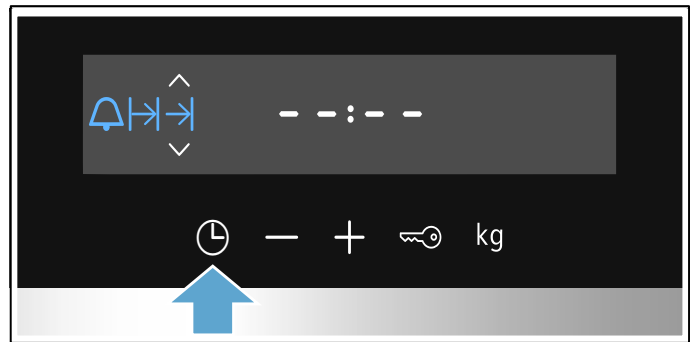 – –:– –
kg